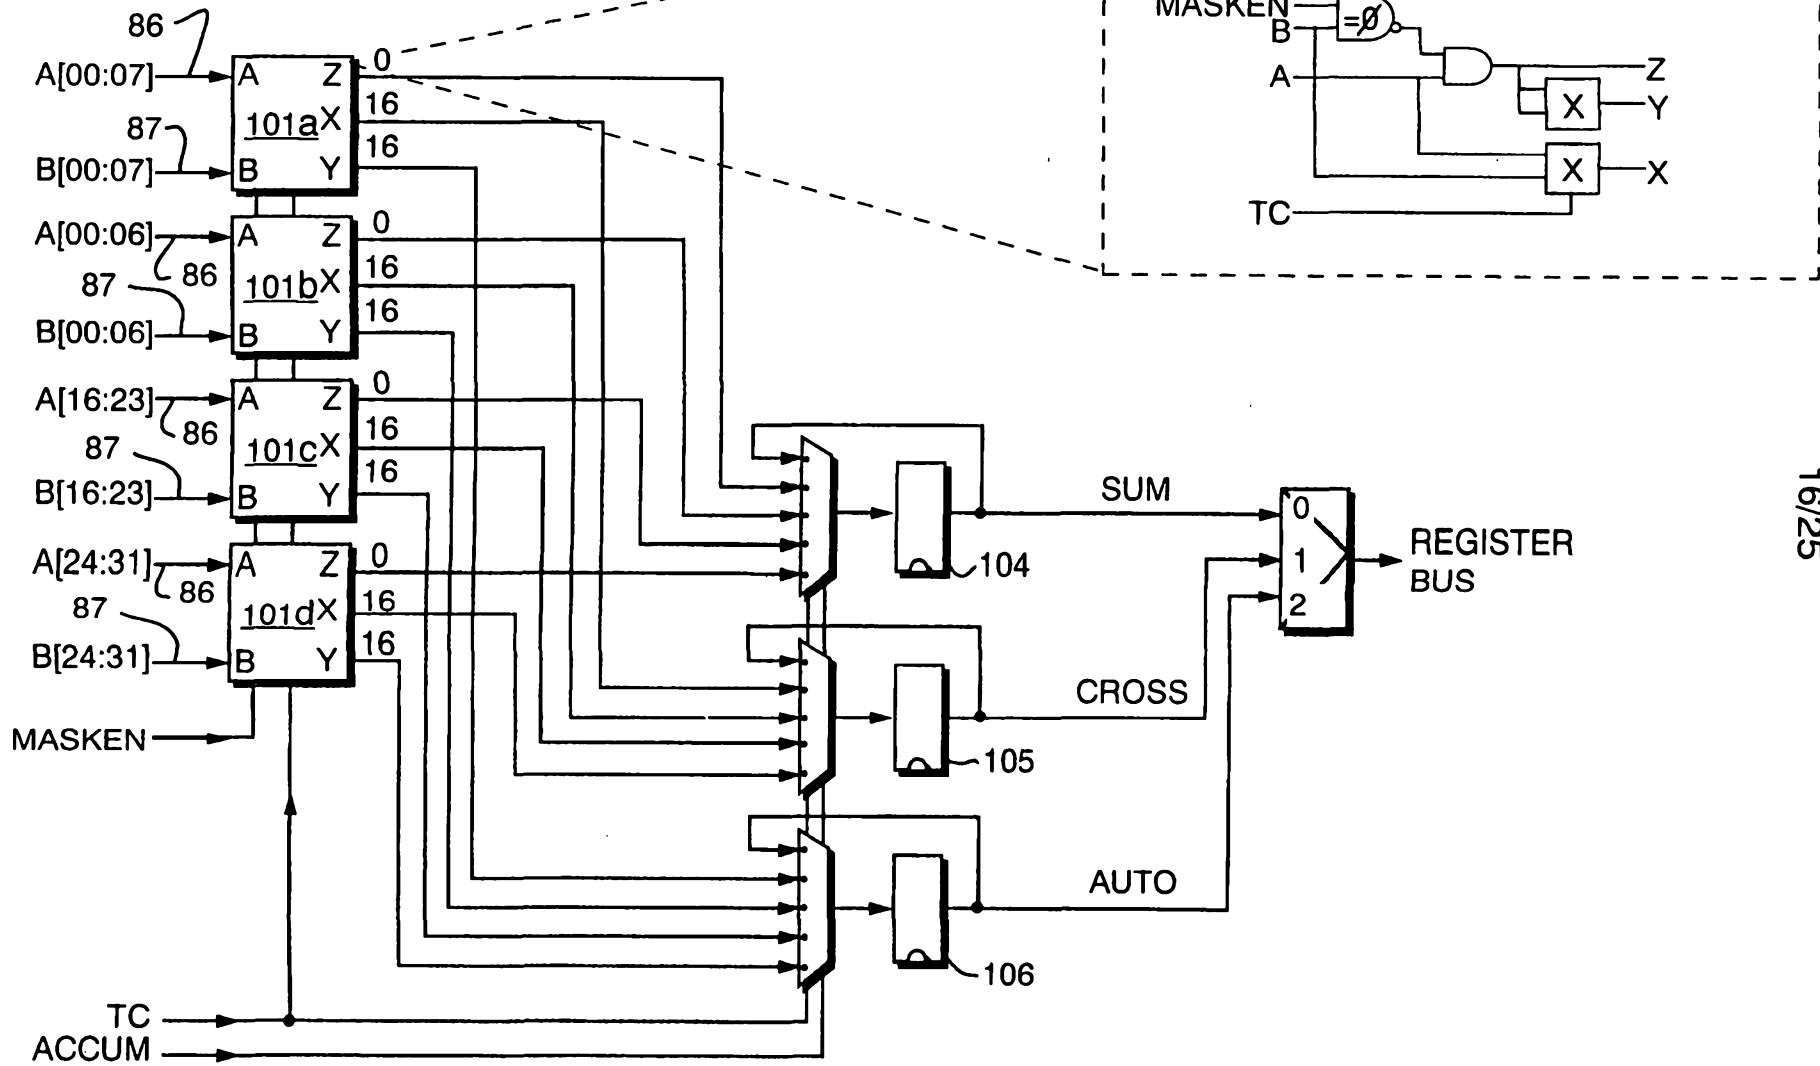 86
A[00:07]
A
Z
0
101a
X
16
87
B[00:07]
B
Y
16
A[00:06]
A
Z
0
86
101b
X
16
87
B[00:06]
B
Y
16
A[16:23]
A
Z
0
86
101c
X
16
87
B[16:23]
B
Y
16
A[24:31]
A
Z
0
86
101d
X
16
87
B[24:31]
B
Y
16
MASKEN
TC
ACCUM
MASKEN
B
=0
A
Z
X
Y
X
X
TC
SUM
104
CROSS
105
AUTO
106
0
1
2
REGISTER
BUS
16/25